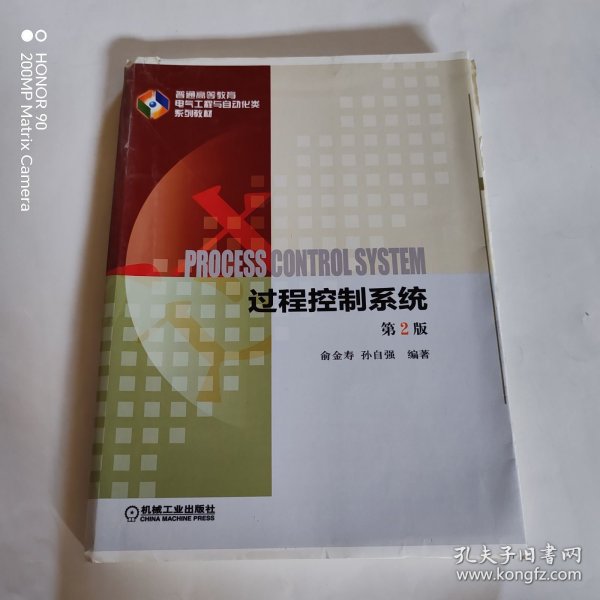 HONOR 90
200MP Matrix Camera
普通高等教育
电气工程与自动化类
系列教材
PROCESS CONTROL SYSTEM
过程控制系统
第2版
俞金寿 孙自强 编著
机械工业出版社
CHINA MACHINE PRESS
孔夫子旧书网
www.kongfz.com